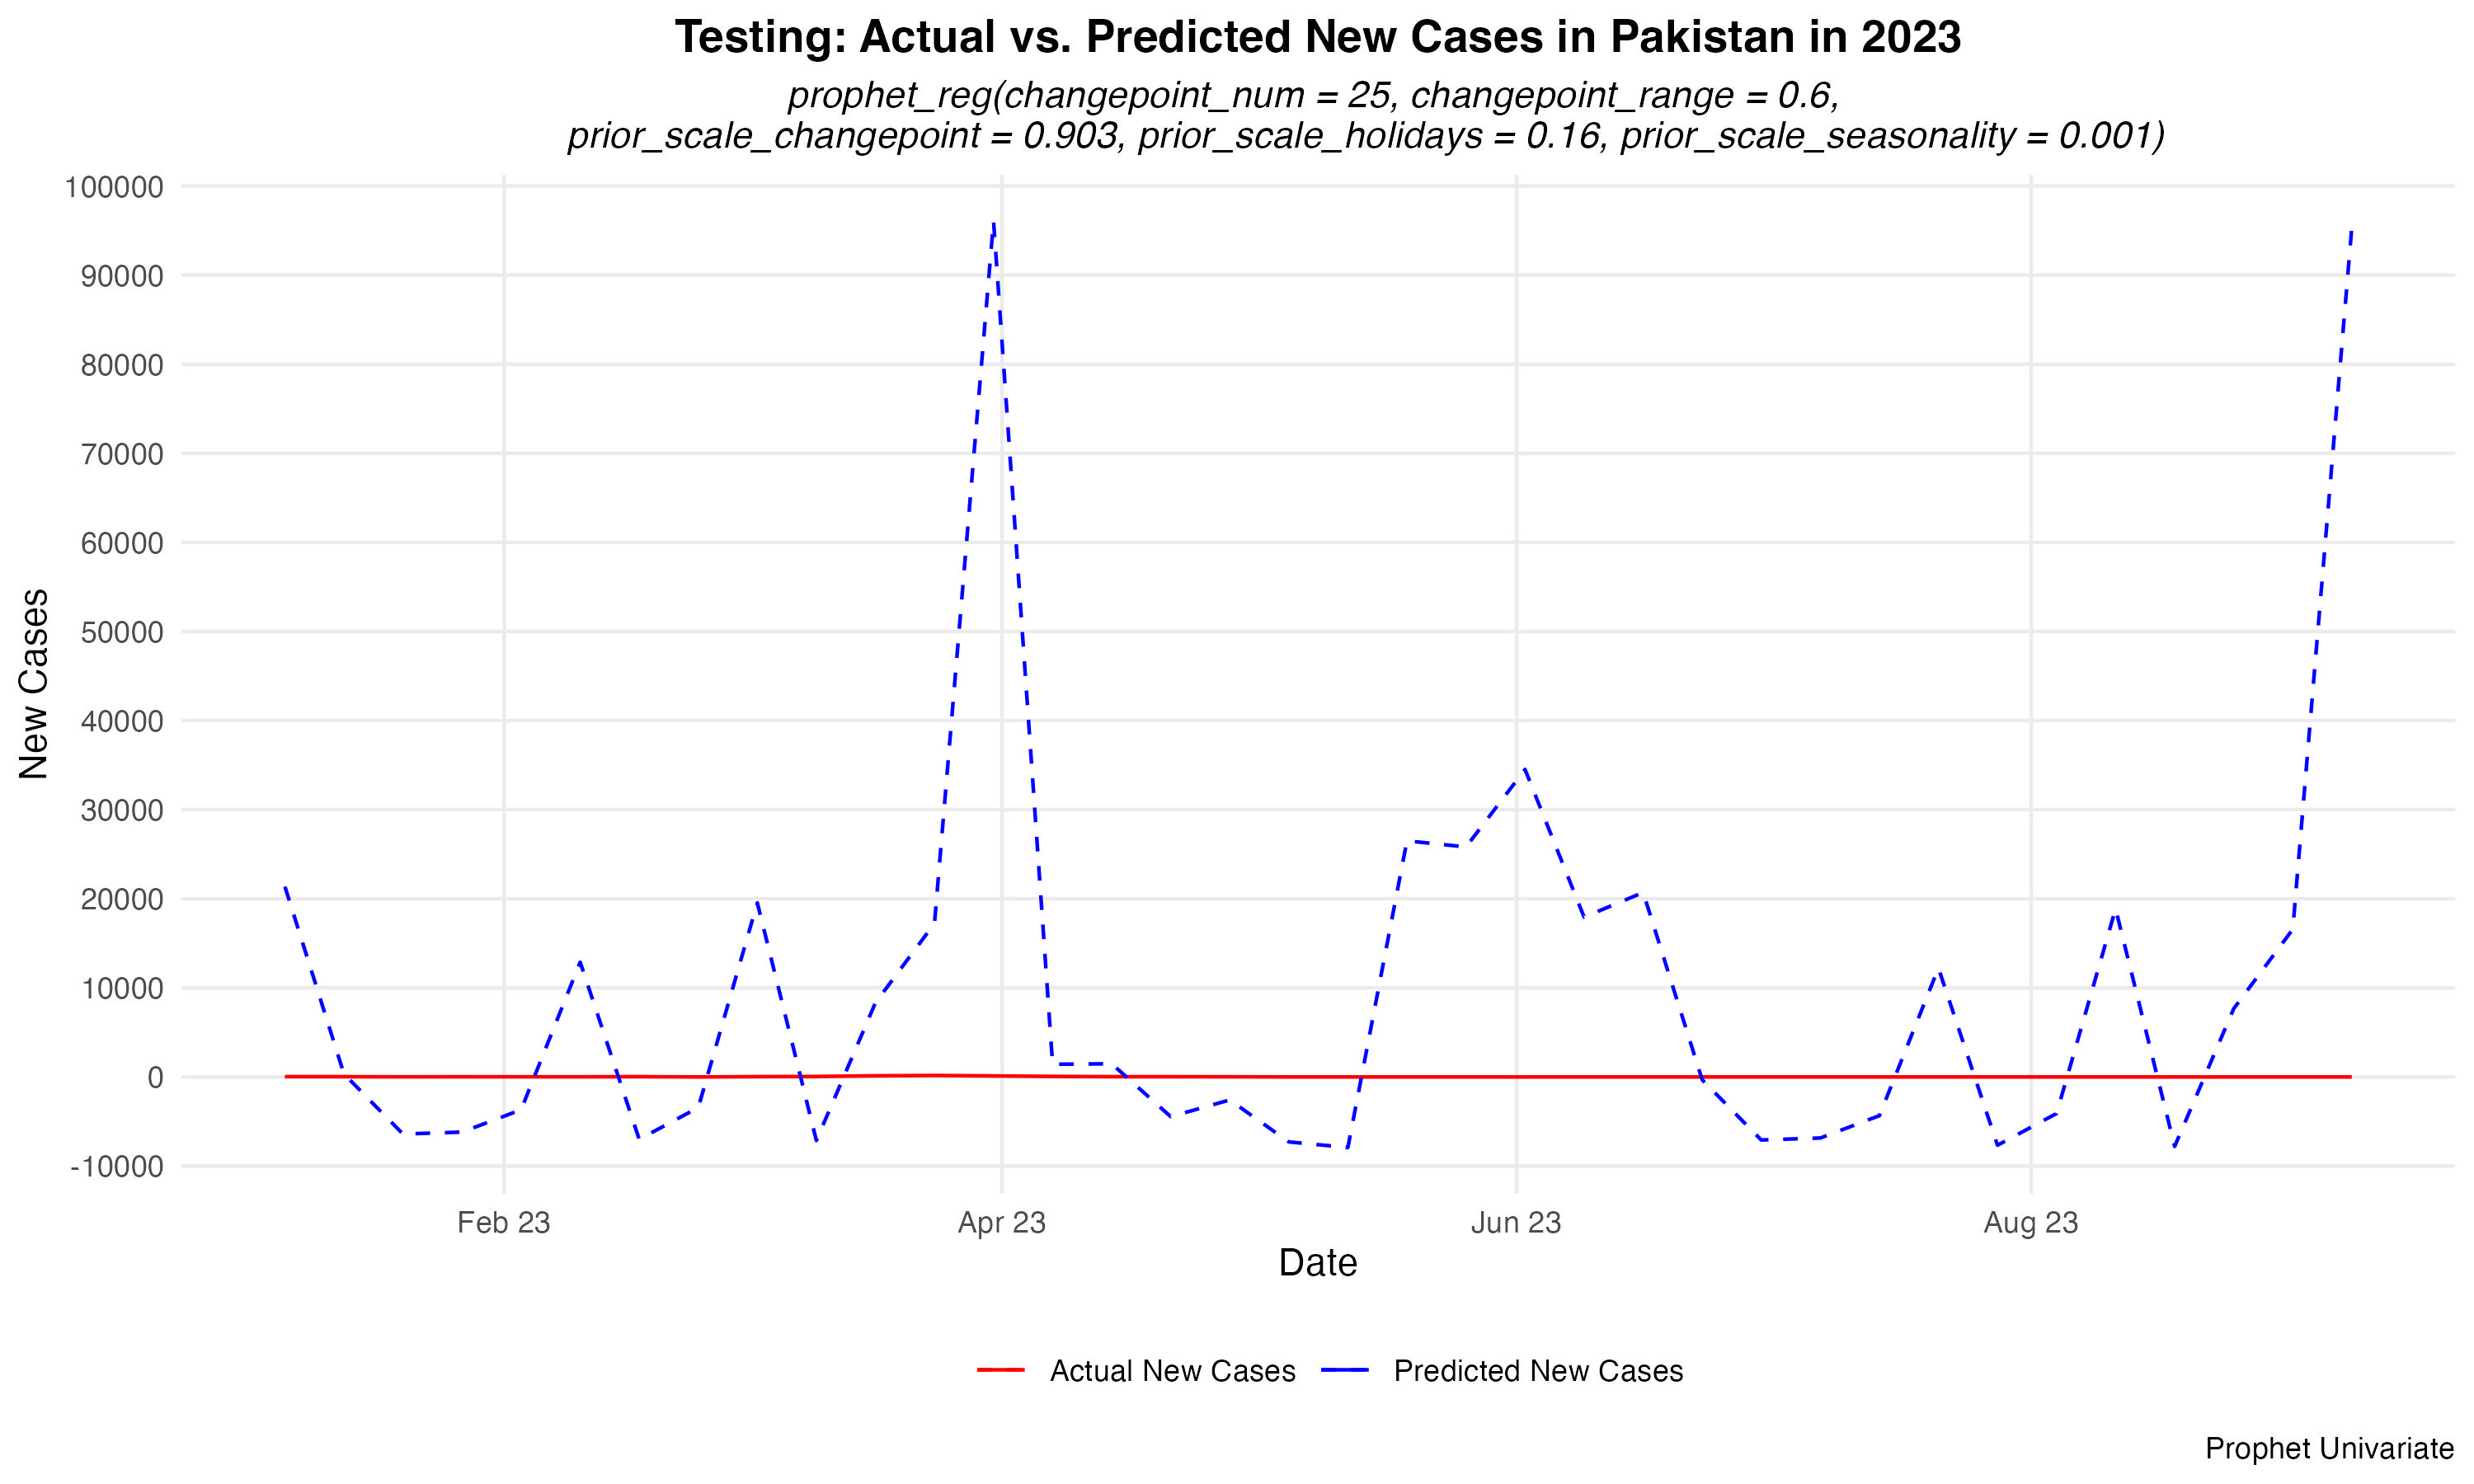 Testing: Actual vs. Predicted New Cases in Pakistan in 2023
prophet_reg(changepoint_num = 25, changepoint_range = 0.6,
prior_scale_changepoint = 0.903, prior_scale_holidays = 0.16, prior_scale_seasonality = 0.001)
100000
90000
80000
70000
60000
50000
40000
30000
20000
10000
0
-10000
New Cases
Feb 23
Apr 23
Jun 23
Aug 23
Date
Actual New Cases
Predicted New Cases
Prophet Univariate